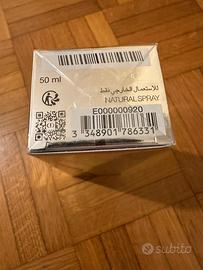 50 ml
للاستعمال الخارجي فقط
NATURAL SPRAY
E000000920
3 348901 786331
subito